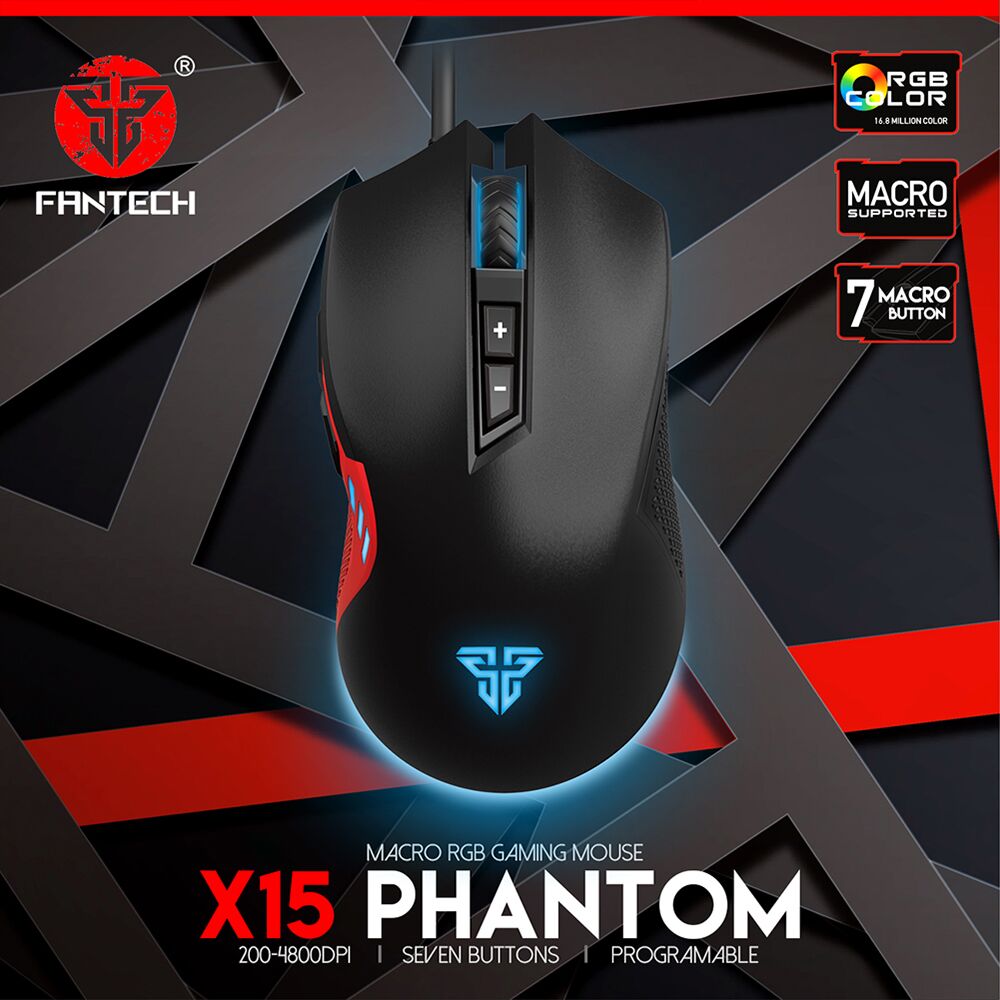 ®
FANTECH
RGB
COLOR
16.8 MILLION COLOR
MACRO
SUPPORTED
7 MACRO
BUTTON
+
-
MACRO RGB GAMING MOUSE
X15 PHANTOM
200-4800DPI | SEVEN BUTTONS | PROGRAMABLE